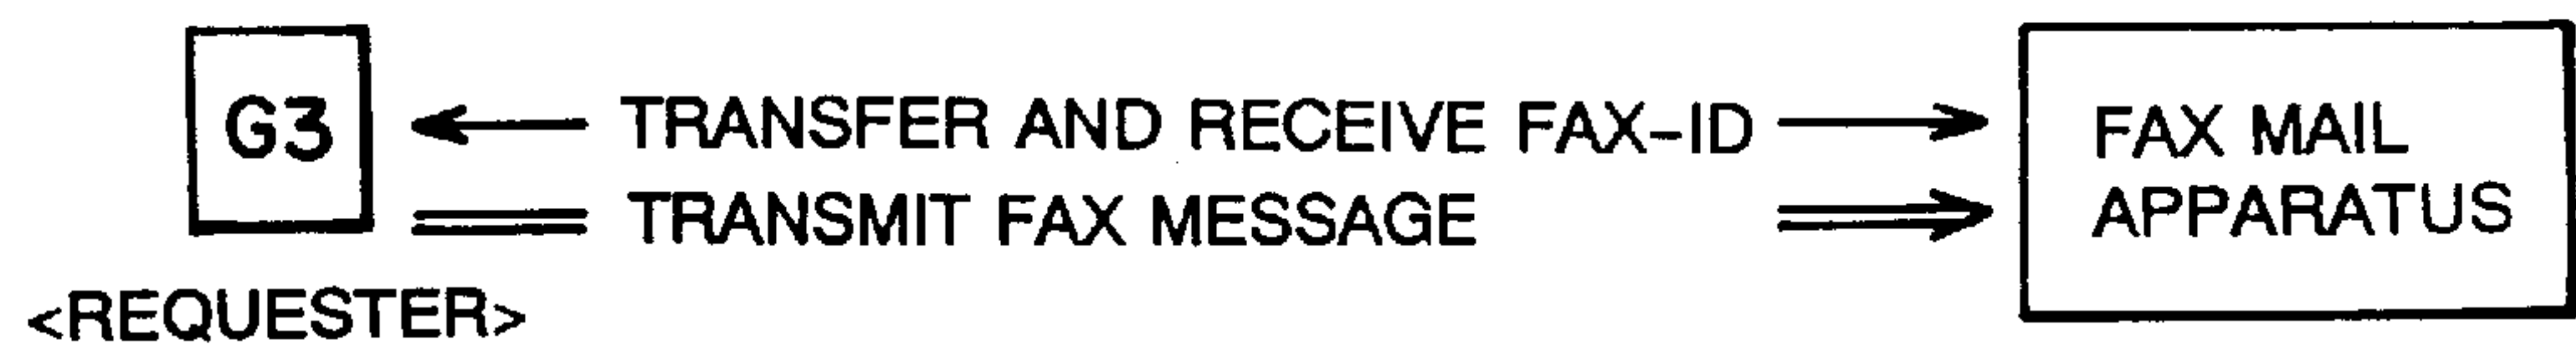 G3
TRANSFER AND RECEIVE FAX-ID
TRANSMIT FAX MESSAGE
<REQUESTER>
FAX MAIL
APPARATUS